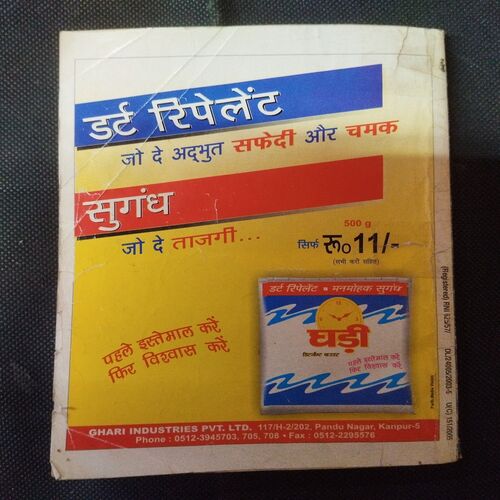 डर्ट रिपेलेंट
जो दे अद्भुत सफेदी और चमक
सुगंध
जो दे ताजगी...
500 g
सिर्फ रू० 11/-
(सभी करों सहित)
डर्ट रिपेलेंट • मनमोहक सुगंध
घड़ी
डिटर्जेन्ट पाउडर
पहले इस्तेमाल करें
फिर विश्वास करें
पहले इस्तेमाल करें
फिर विश्वास करें
GHARI INDUSTRIES PVT. LTD. 117/H-2/202, Pandu Nagar, Kanpur-5
Phone : 0512-3945703, 705, 708 • Fax : 0512-2295576